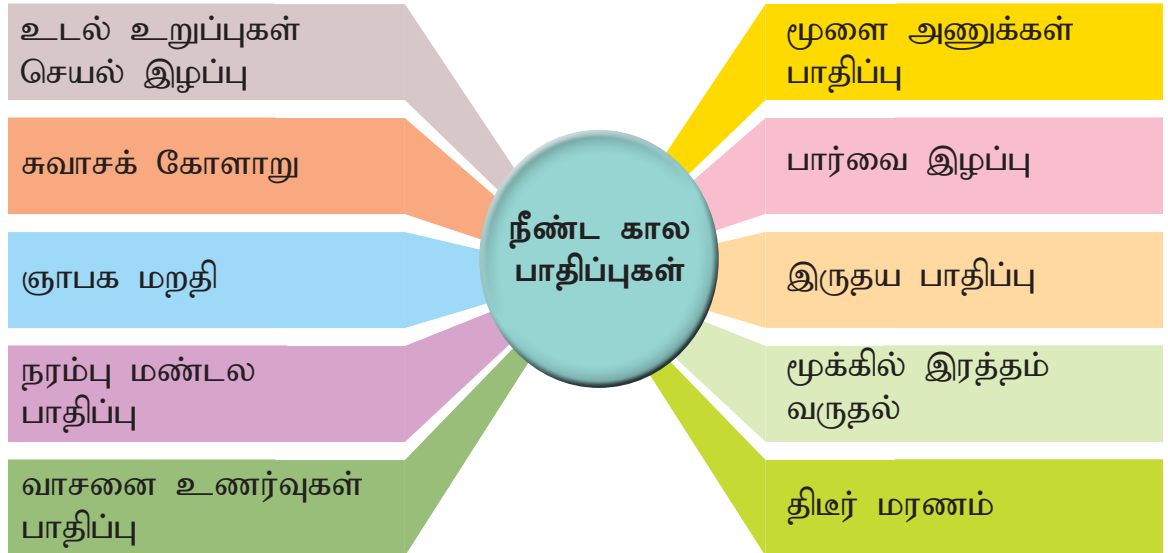 உடல் உறுப்புகள்
செயல் இழப்பு
சுவாசக் கோளாறு
ஞாபக மறதி
நரம்பு மண்டல
பாதிப்பு
வாசனை உணர்வுகள்
பாதிப்பு
நீண்ட கால
பாதிப்புகள்
மூளை அணுக்கள்
பாதிப்பு
பார்வை இழப்பு
இருதய பாதிப்பு
மூக்கில் இரத்தம்
வருதல்
திடீர் மரணம்